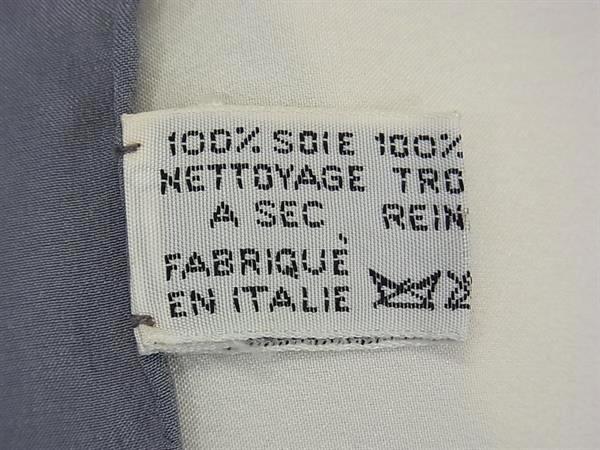 100% SOIE 100%
NETTOYAGE TRO
A SEC REIN
FABRIQUÉ
EN ITALIE